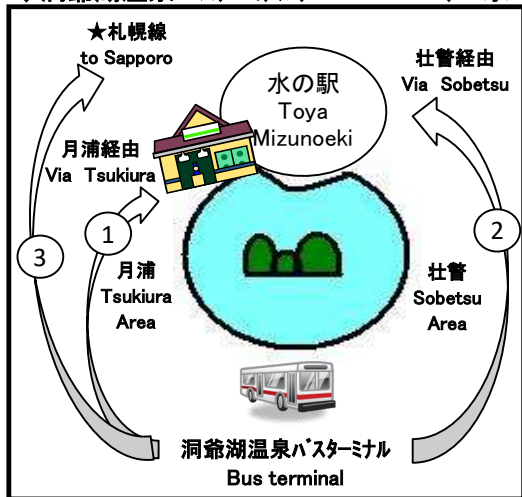 ★札幌線
to Sapporo
水の駅
Toya
Mizunoeki
壮瞥経由
Via Sobetsu
月浦経由
Via Tsukiura
1
2
3
月浦
Tsukiura
Area
壮瞥
Sobetsu
Area
洞爺湖温泉バスターミナル
Bus terminal